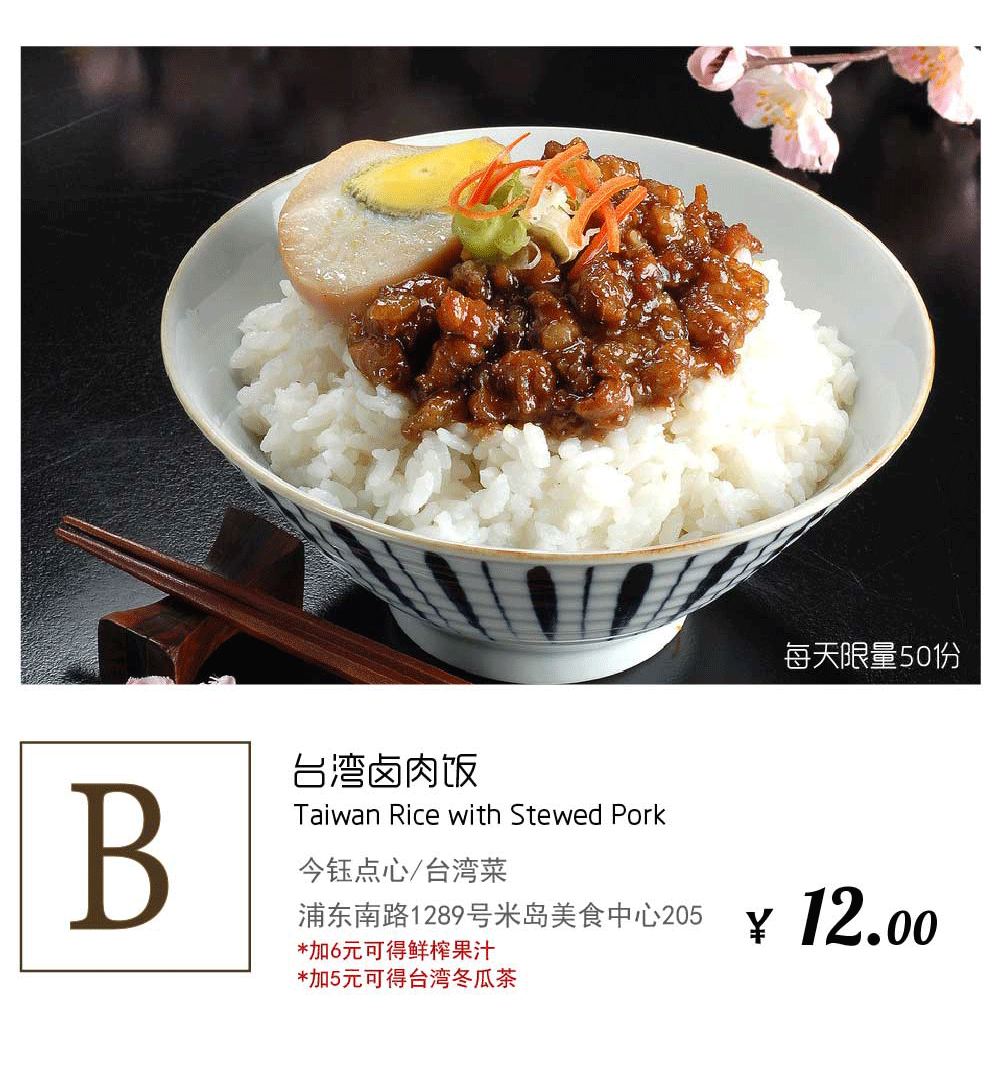 每天限量50份
B
台湾卤肉饭
Taiwan Rice with Stewed Pork
今钰点心/台湾菜
浦东南路1289号米岛美食中心205
¥ 12.00
*加6元可得鲜榨果汁
*加5元可得台湾冬瓜茶